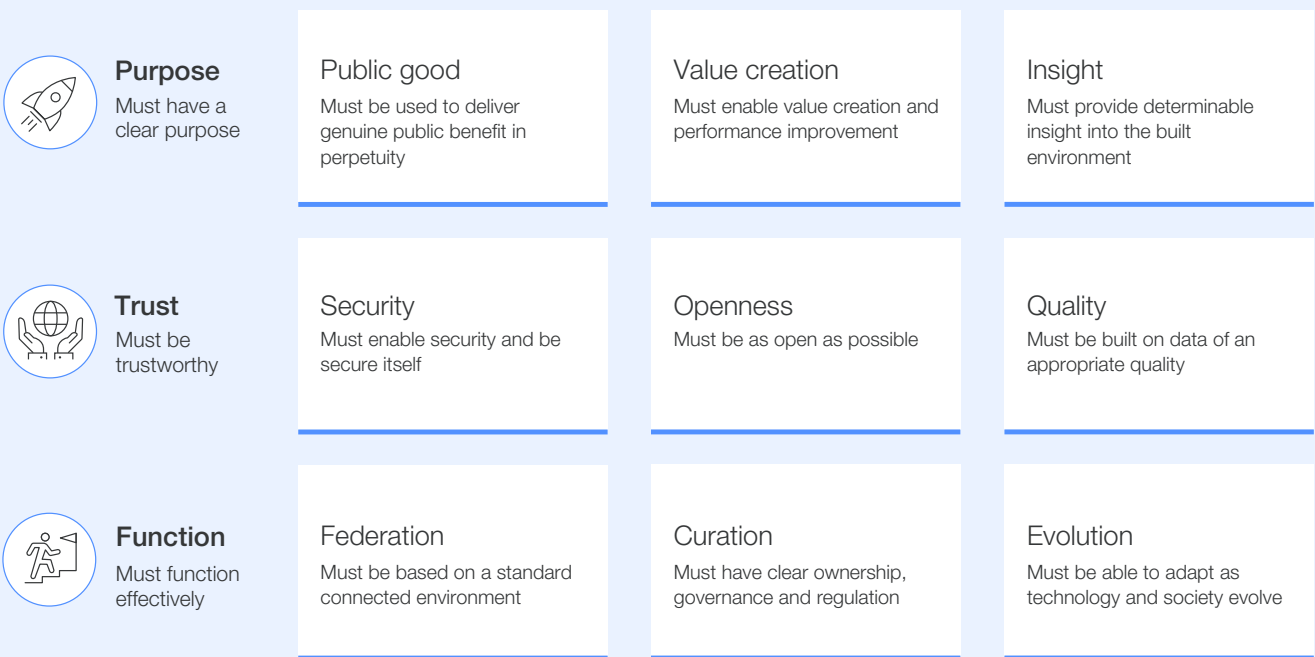 Purpose
Must have a
clear purpose
Public good
Must be used to deliver
genuine public benefit in
perpetuity
Value creation
Must enable value creation and
performance improvement
Insight
Must provide determinable
insight into the built
environment
Trust
Must be
trustworthy
Security
Must enable security and be
secure itself
Openness
Must be as open as possible
Quality
Must be built on data of an
appropriate quality
Function
Must function
effectively
Federation
Must be based on a standard
connected environment
Curation
Must have clear ownership,
governance and regulation
Evolution
Must be able to adapt as
technology and society evolve